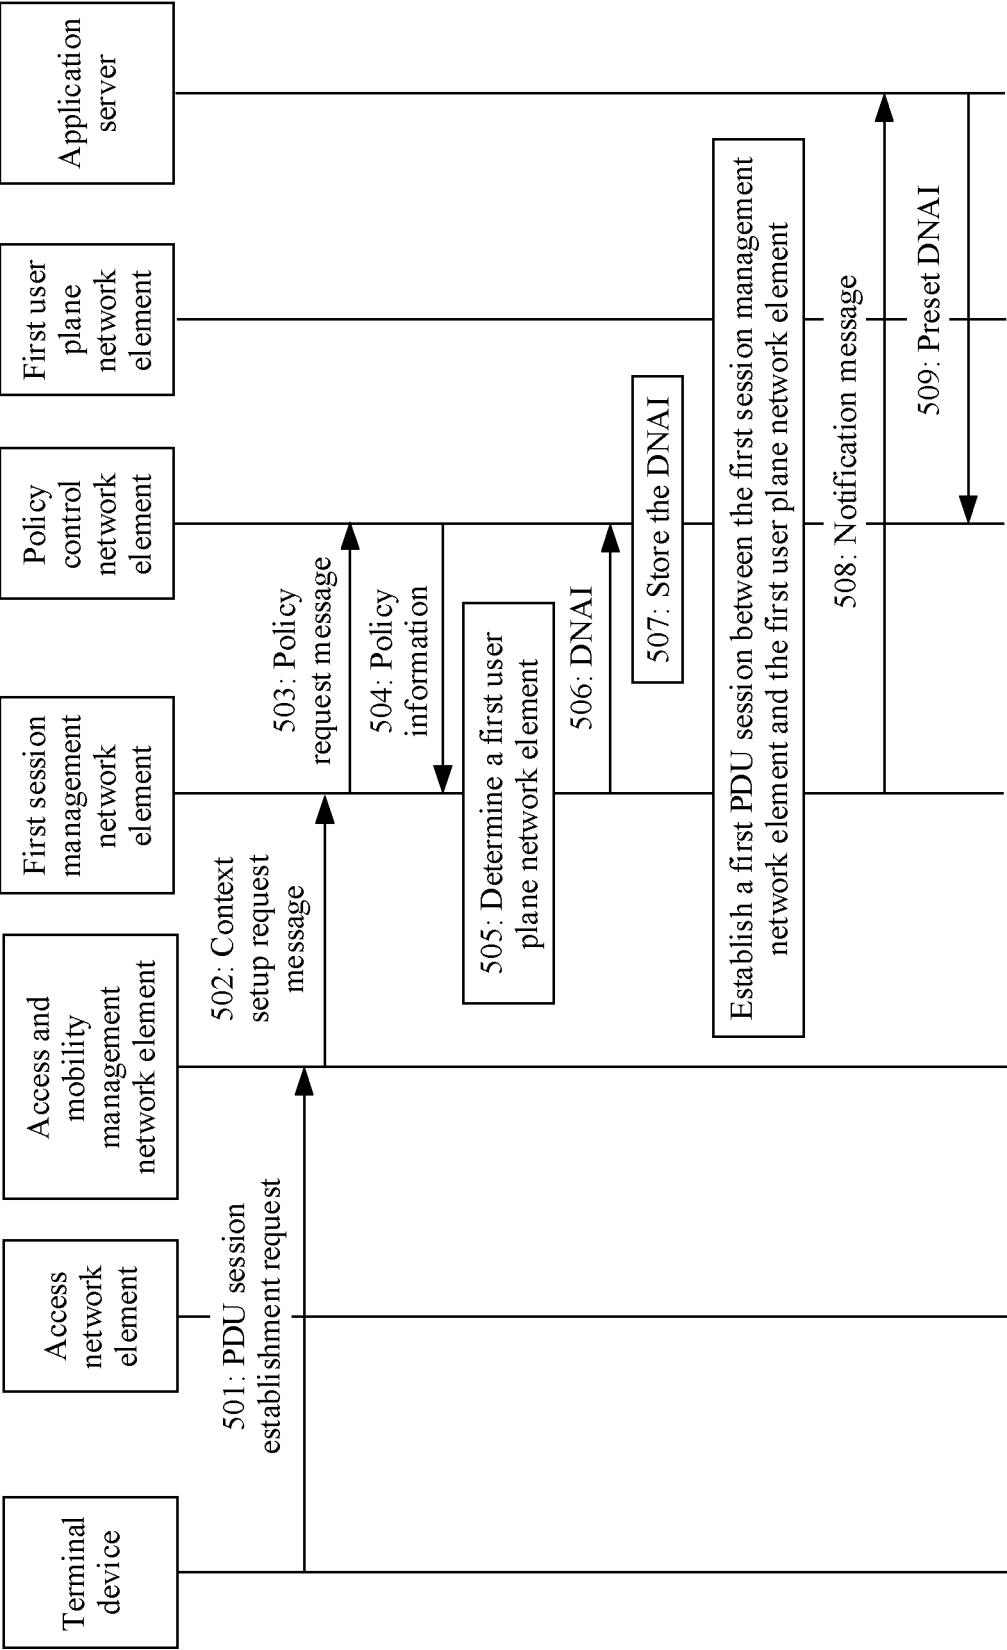 Terminal
device
Access
network
element
Access and
mobility
management
network element
First session
management
network
element
Policy
control
network
element
First user
plane
network
element
Application
server
501: PDU session
establishment request
502: Context
setup request
message
503: Policy
request message
504: Policy
information
505: Determine a first user
plane network element
506: DNAI
507: Store the DNAI
Establish a first PDU session between the first session management
network element and the first user plane network element
508: Notification message
509: Preset DNAI